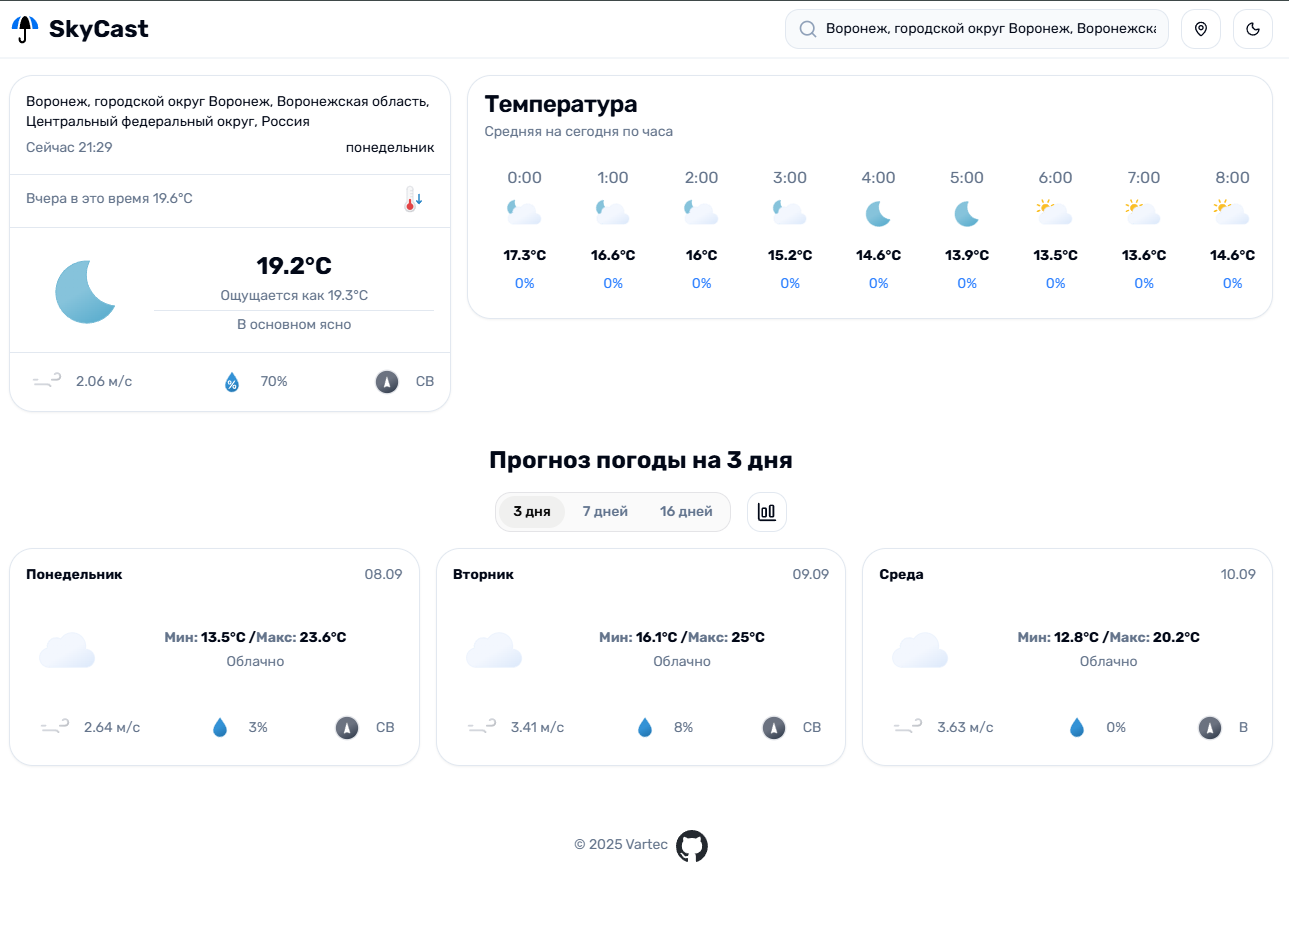 SkyCast
Воронеж, городской округ Воронеж, Воронежска
Воронеж, городской округ Воронеж, Воронежская область,
Центральный федеральный округ, Россия
Сейчас 21:29 понедельник
Вчера в это время 19.6°C
19.2°C
Ощущается как 19.3°C
В основном ясно
2.06 м/с 70% СВ
Температура
Средняя на сегодня по часа
0:00 1:00 2:00 3:00 4:00 5:00 6:00 7:00 8:00
17.3°C 16.6°C 16°C 15.2°C 14.6°C 13.9°C 13.5°C 13.6°C 14.6°C
0% 0% 0% 0% 0% 0% 0% 0% 0%
Прогноз погоды на 3 дня
3 дня 7 дней 16 дней
Понедельник 08.09
Мин: 13.5°C /Макс: 23.6°C
Облачно
2.64 м/с 3% СВ
Вторник 09.09
Мин: 16.1°C /Макс: 25°C
Облачно
3.41 м/с 8% СВ
Среда 10.09
Мин: 12.8°C /Макс: 20.2°C
Облачно
3.63 м/с 0% В
© 2025 Vartec